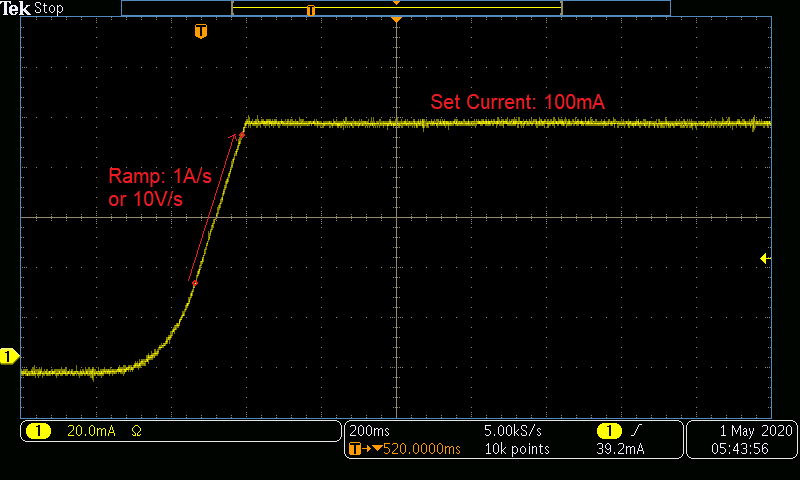 Tek Stop
T
T
Set Current: 100mA
Ramp: 1A/s
or 10V/s
1
1 20.0mA Ω
200ms 5.00kS/s 1
T→▼520.0000ms 10k points 39.2mA
1 May 2020
05:43:56